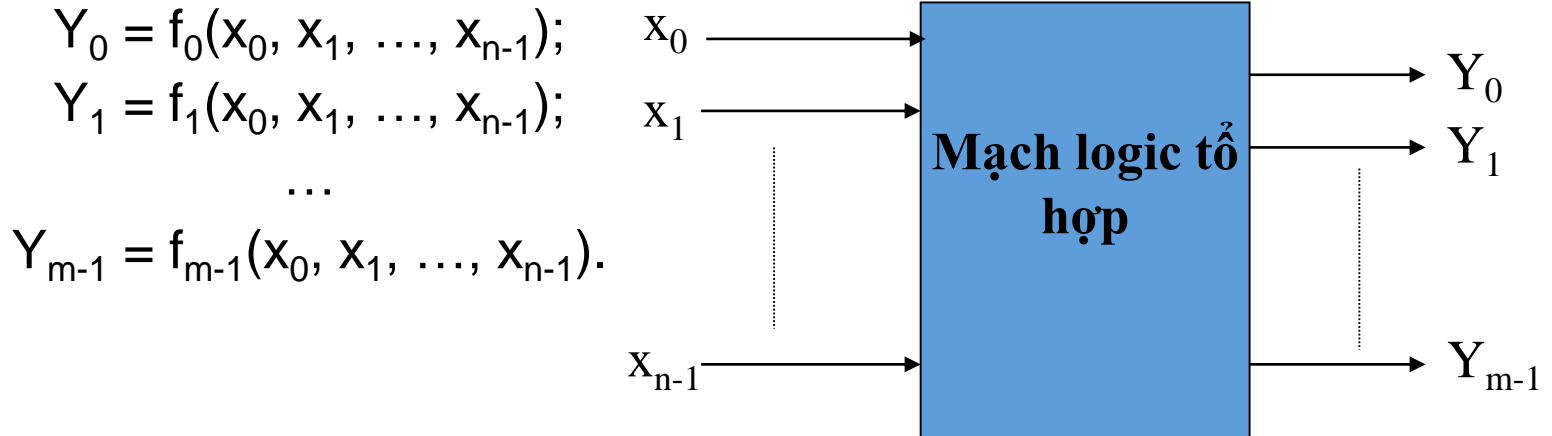 Y₀ = f₀(x₀, x₁, …, xₙ₋₁);
Y₁ = f₁(x₀, x₁, …, xₙ₋₁);
…
Yₘ₋₁ = fₘ₋₁(x₀, x₁, …, xₙ₋₁).
x₀
x₁
xₙ₋₁
Mạch logic tổ
hợp
Y₀
Y₁
Yₘ₋₁